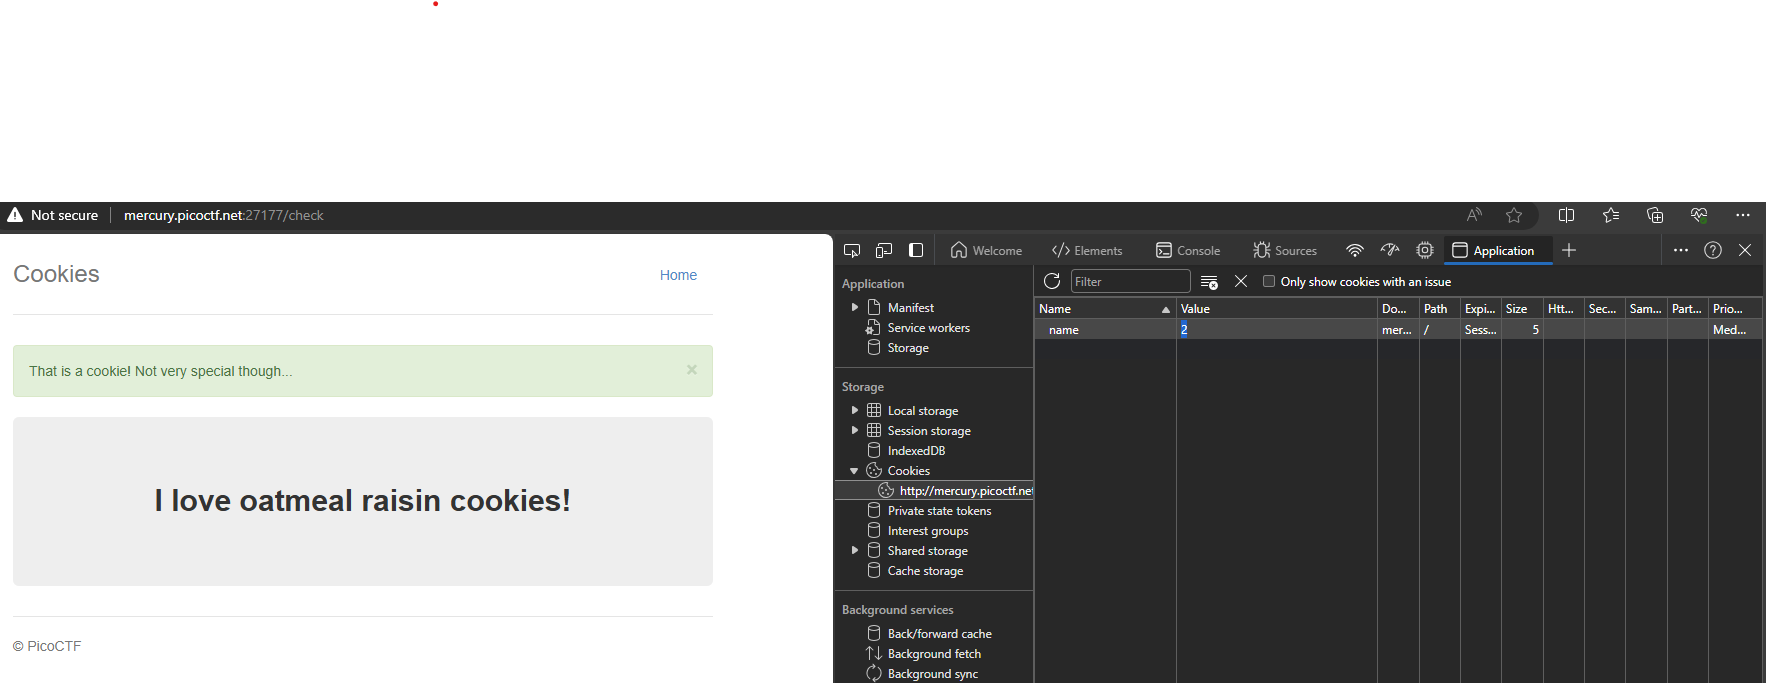 Not secure mercury.picoctf.net:27177/check
Cookies Home
That is a cookie! Not very special though... ×
I love oatmeal raisin cookies!
© PicoCTF
Welcome Elements Console Sources Application
Application
Manifest
Service workers
Storage
Storage
Local storage
Session storage
IndexedDB
Cookies
http://mercury.picoctf.net
Private state tokens
Interest groups
Shared storage
Cache storage
Background services
Back/forward cache
Background fetch
Background sync
Filter Only show cookies with an issue
Name Value Do... Path Expi... Size Htt... Sec... Sam... Part... Prio...
name 2 mer... / Sess... 5 Med...